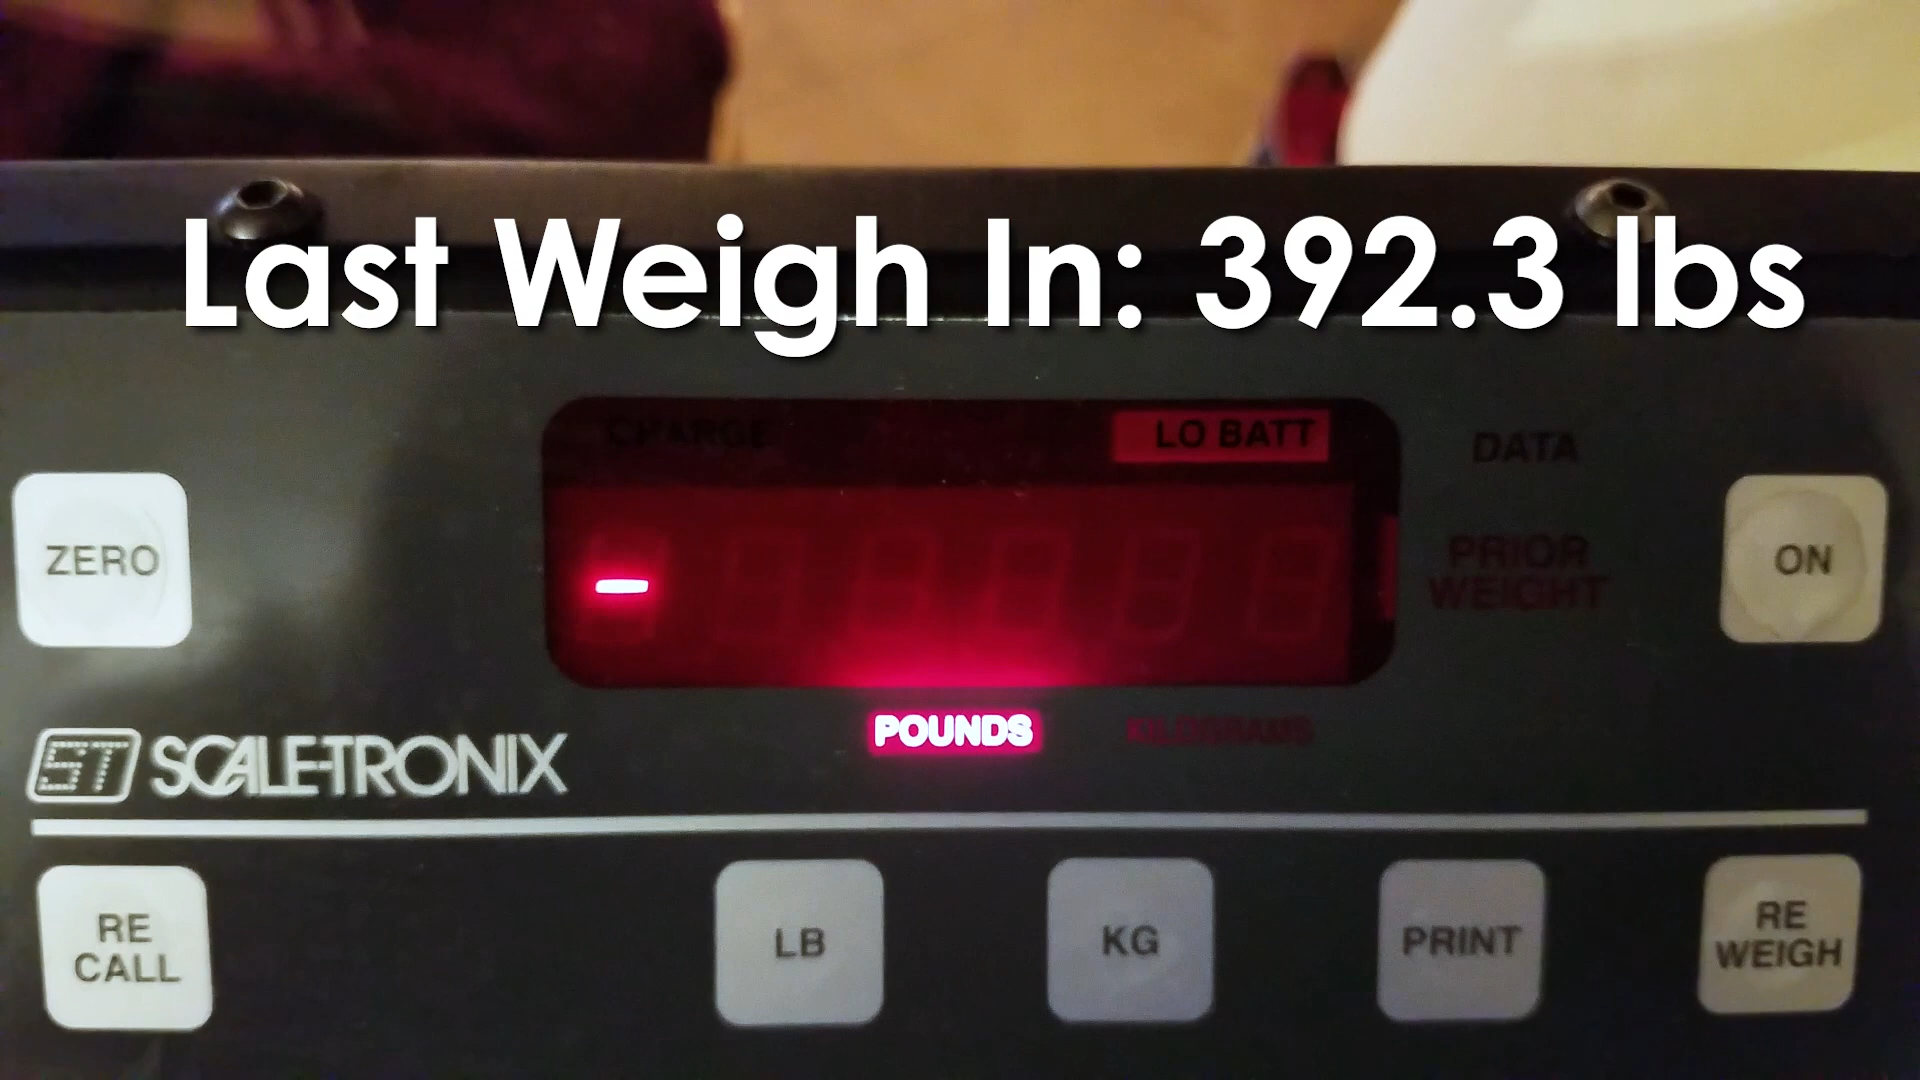 Last Weigh In: 392.3 lbs
CHARGE
LO BATT
DATA
ZERO
-
PRIOR
WEIGHT
ON
POUNDS
KILOGRAMS
ST SCALE-TRONIX
RE
CALL
LB
KG
PRINT
RE
WEIGH